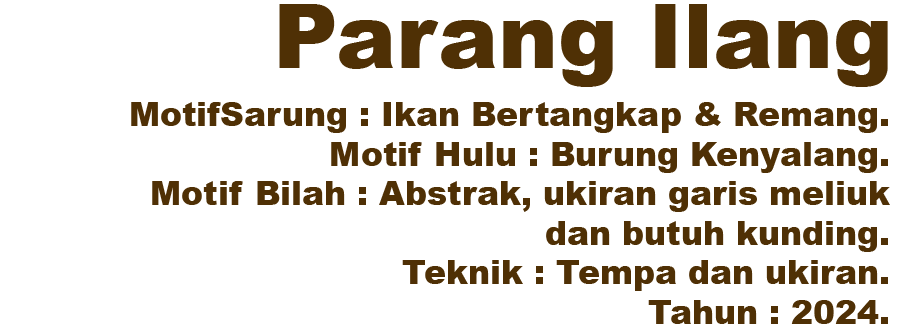 Parang Ilang
MotifSarung : Ikan Bertangkap & Remang.
Motif Hulu : Burung Kenyalang.
Motif Bilah : Abstrak, ukiran garis meliuk
dan butuh kunding.
Teknik : Tempa dan ukiran.
Tahun : 2024.